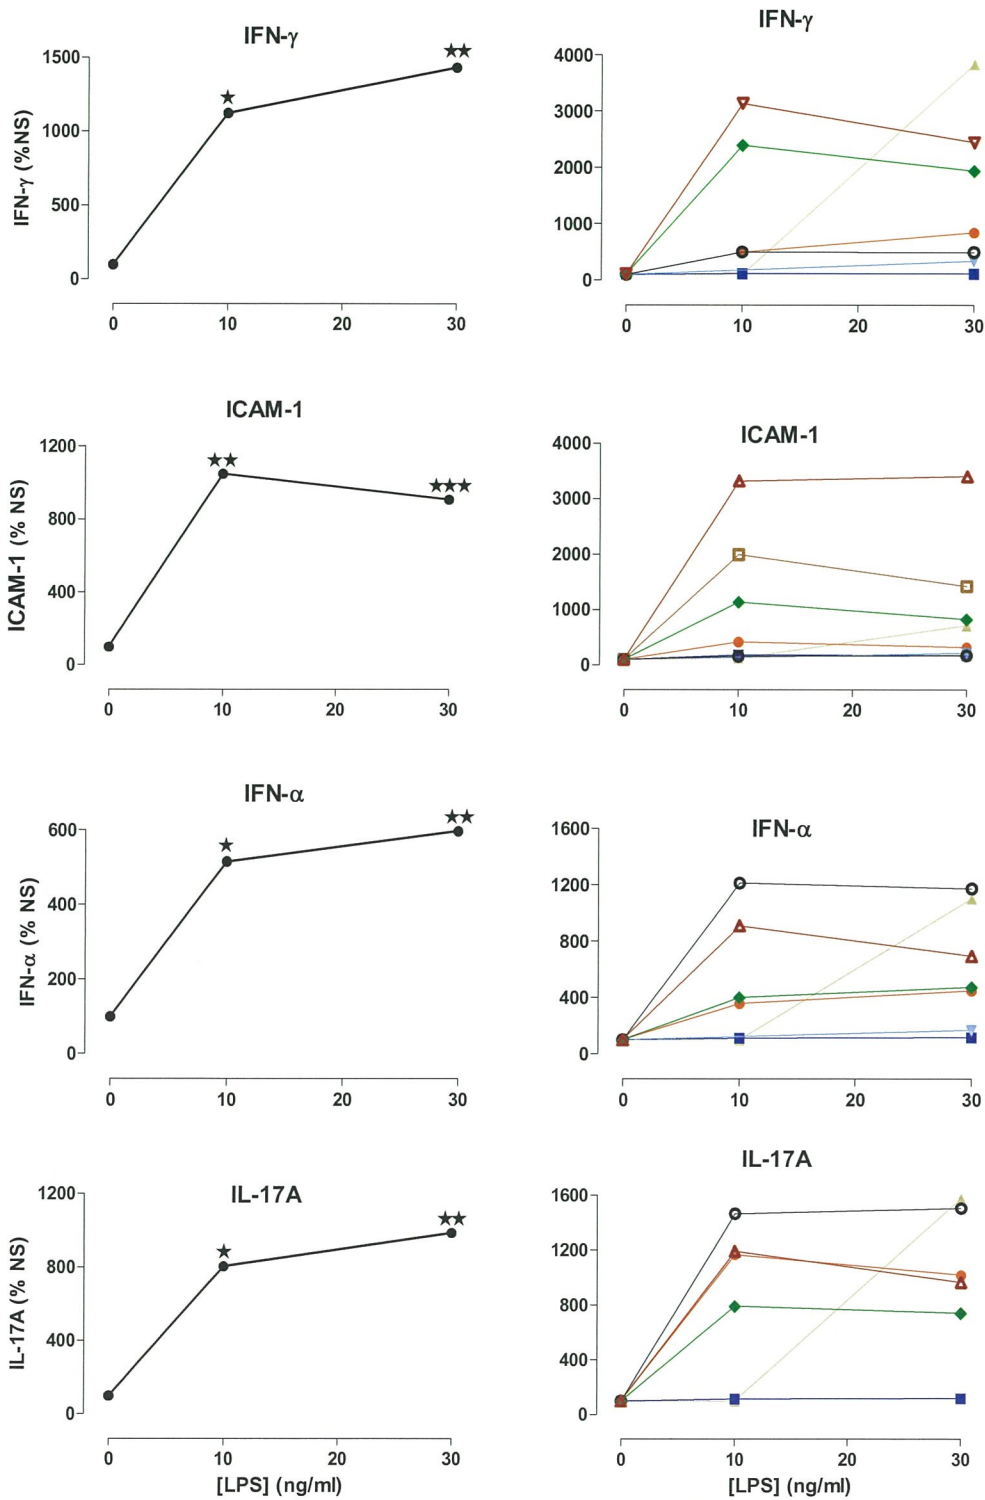 IFN-γ
IFN-γ (%NS)
1500
1000
500
0
0 10 20 30
★
★★
IFN-γ
4000
3000
2000
1000
0
0 10 20 30
ICAM-1
ICAM-1 (% NS)
1200
800
400
0
0 10 20 30
★★
★★★
ICAM-1
4000
3000
2000
1000
0
0 10 20 30
IFN-α
IFN-α (% NS)
600
400
200
0
0 10 20 30
★
★★
IFN-α
1600
1200
800
400
0
0 10 20 30
IL-17A
IL-17A (% NS)
1200
800
400
0
0 10 20 30
★
★★
[LPS] (ng/ml)
IL-17A
1600
1200
800
400
0
0 10 20 30
[LPS] (ng/ml)